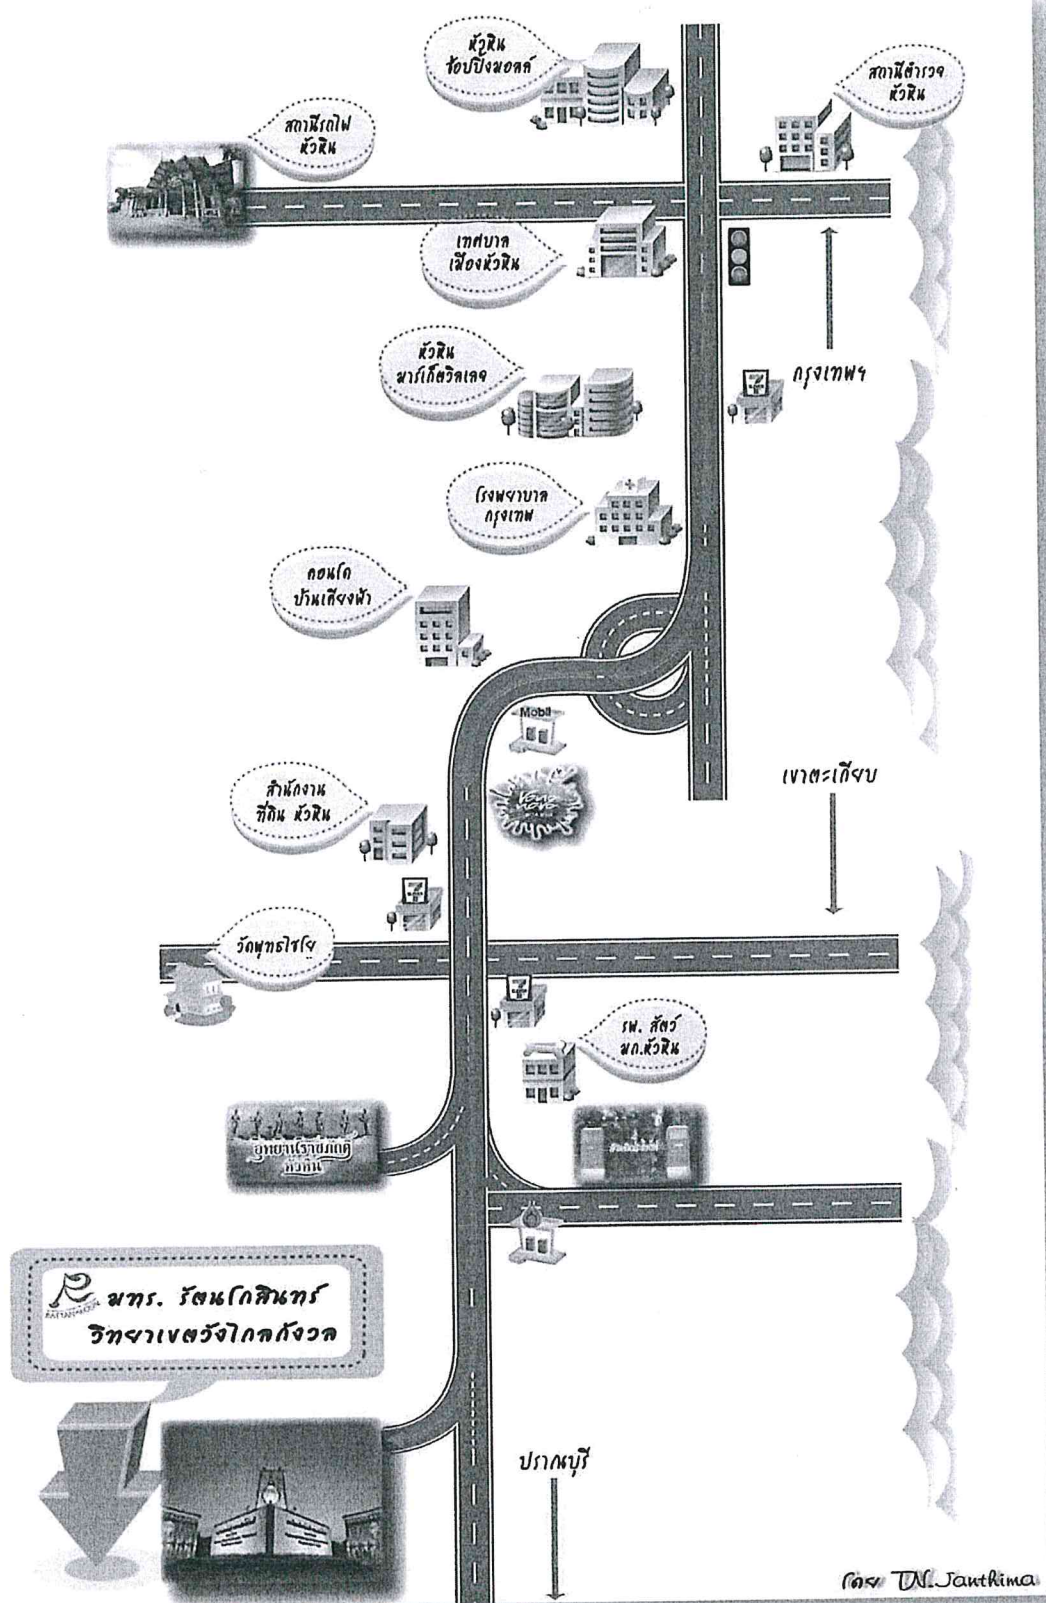 หัวหิน
ช้อปปิ้งมอลล์
สถานีตำรวจ
หัวหิน
สถานีรถไฟ
หัวหิน
เทศบาล
เมืองหัวหิน
หัวหิน
มาร์เก็ตวิลเลจ
กรุงเทพฯ
โรงพยาบาล
กรุงเทพ
คอนโด
บ้านเคียงฟ้า
Mobil
เขาตะเกียบ
สำนักงาน
ที่ดิน หัวหิน
วัดพุทธไชโย
รพ. สัตว์
มก.หัวหิน
อุทยานราชภักดิ์
หัวหิน
มทร. รัตนโกสินทร์
วิทยาเขตวังไกลกังวล
ปราณบุรี
โดย TN.Janthima